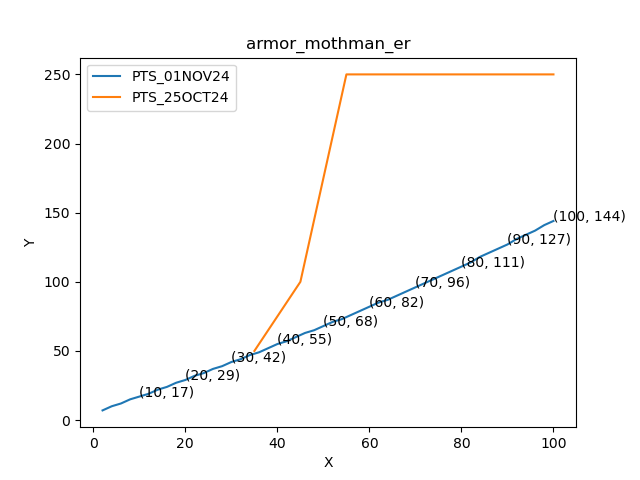 armor_mothman_er
PTS_01NOV24
PTS_25OCT24
Y
250
200
150
100
50
0
(100, 144)
(90, 127)
(80, 111)
(70, 96)
(60, 82)
(50, 68)
(40, 55)
(30, 42)
(20, 29)
(10, 17)
0 20 40 60 80 100
X